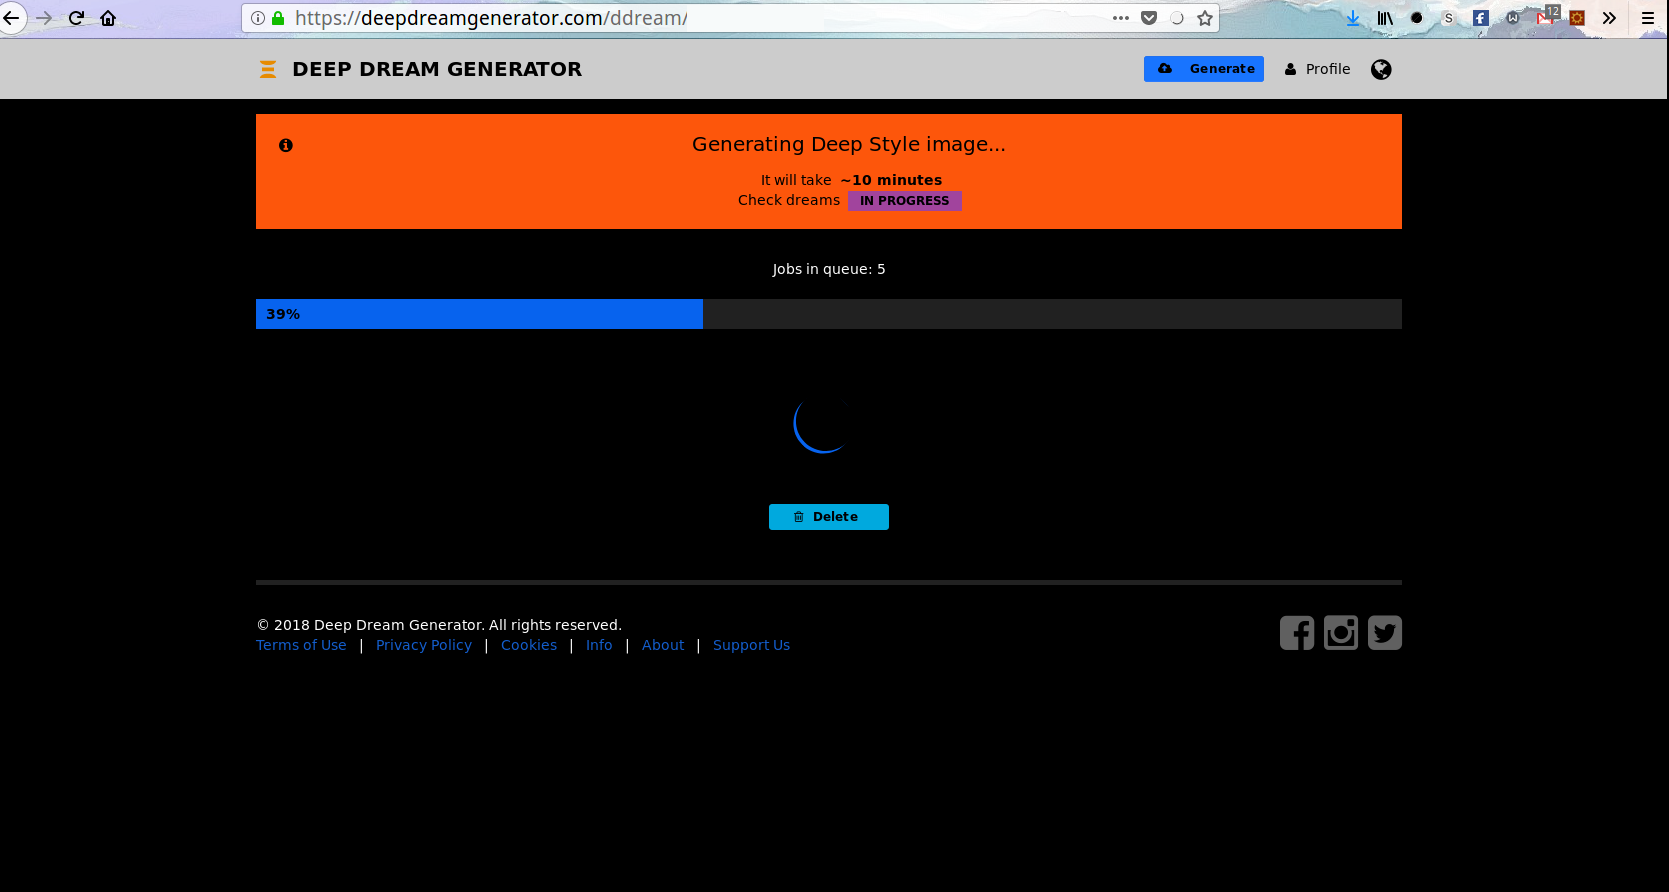 https://deepdreamgenerator.com/ddream/
S
12
DEEP DREAM GENERATOR
Generate
Profile
Generating Deep Style image...
It will take ~10 minutes
Check dreams IN PROGRESS
Jobs in queue: 5
39%
Delete
© 2018 Deep Dream Generator. All rights reserved.
Terms of Use | Privacy Policy | Cookies | Info | About | Support Us